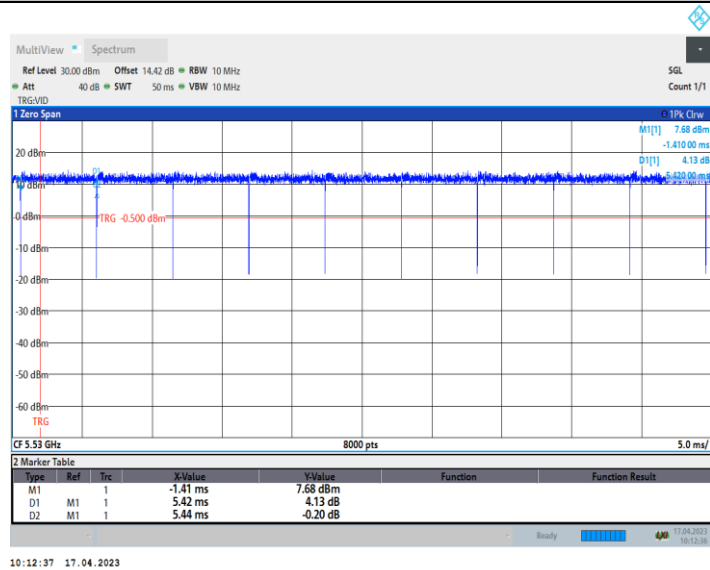 MultiView Spectrum
Ref Level 30.00 dBm Offset 14.42 dB RBW 10 MHz SGL
Att 40 dB SWT 50 ms VBW 10 MHz Count 1/1
TRG:VID
1 Zero Span 1Pk Clrw
M1[1] 7.68 dBm
-1.410 00 ms
D1[1] 4.13 dB
5.420 00 ms
20 dBm
D1
10 dBm
0 dBm
TRG -0.500 dBm
-10 dBm
-20 dBm
-30 dBm
-40 dBm
-50 dBm
-60 dBm
TRG
CF 5.53 GHz 8000 pts 5.0 ms/
2 Marker Table
Type Ref Trc X-Value Y-Value Function Function Result
M1 1 -1.41 ms 7.68 dBm
D1 M1 1 5.42 ms 4.13 dB
D2 M1 1 5.44 ms -0.20 dB
Ready 17.04.2023
10:12:36
10:12:37 17.04.2023